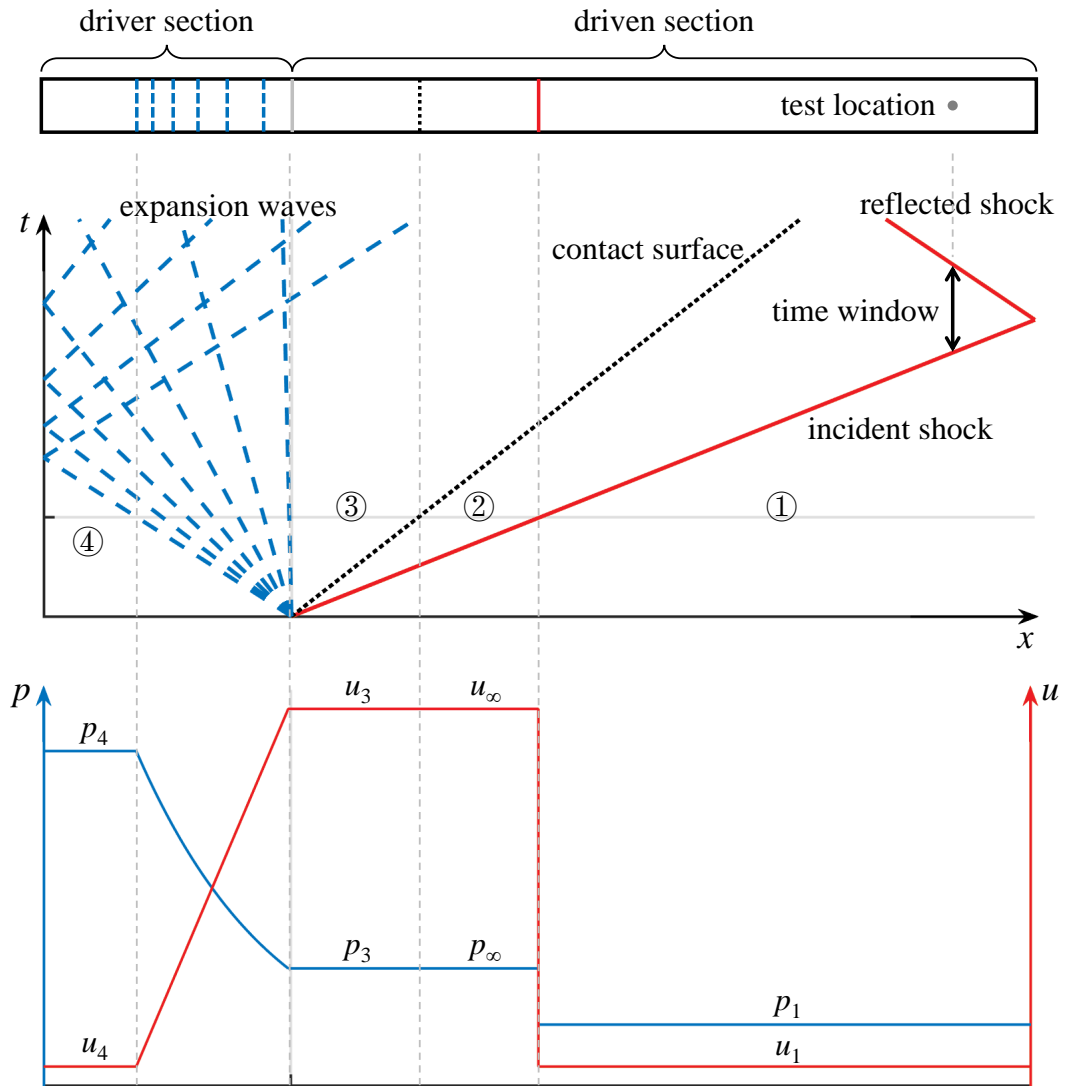 driver section
driven section
test location
expansion waves
reflected shock
t
contact surface
time window
incident shock
③
②
①
④
x
p
u₃
u∞
u
p₄
p₃
p∞
p₁
u₄
u₁